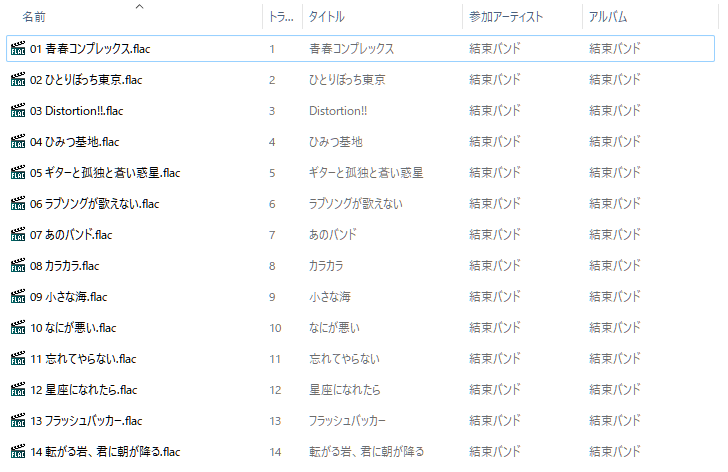 名前 トラ... タイトル 参加アーティスト アルバム
FLAC 01 青春コンプレックス.flac 1 青春コンプレックス 結束バンド 結束バンド
FLAC 02 ひとりぼっち東京.flac 2 ひとりぼっち東京 結束バンド 結束バンド
FLAC 03 Distortion!!.flac 3 Distortion!! 結束バンド 結束バンド
FLAC 04 ひみつ基地.flac 4 ひみつ基地 結束バンド 結束バンド
FLAC 05 ギターと孤独と蒼い惑星.flac 5 ギターと孤独と蒼い惑星 結束バンド 結束バンド
FLAC 06 ラブソングが歌えない.flac 6 ラブソングが歌えない 結束バンド 結束バンド
FLAC 07 あのバンド.flac 7 あのバンド 結束バンド 結束バンド
FLAC 08 カラカラ.flac 8 カラカラ 結束バンド 結束バンド
FLAC 09 小さな海.flac 9 小さな海 結束バンド 結束バンド
FLAC 10 なにが悪い.flac 10 なにが悪い 結束バンド 結束バンド
FLAC 11 忘れてやらない.flac 11 忘れてやらない 結束バンド 結束バンド
FLAC 12 星座になれたら.flac 12 星座になれたら 結束バンド 結束バンド
FLAC 13 フラッシュバッカー.flac 13 フラッシュバッカー 結束バンド 結束バンド
FLAC 14 転がる岩、君に朝が降る.flac 14 転がる岩、君に朝が降る 結束バンド 結束バンド